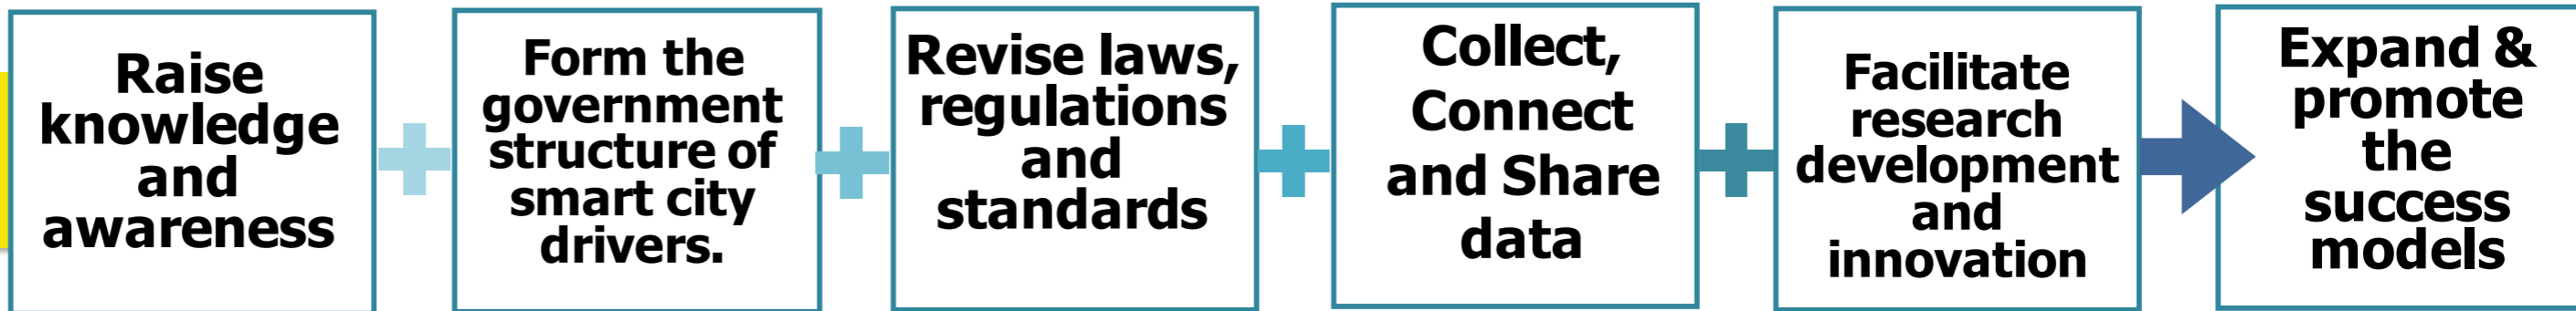 Raise
knowledge
and
awareness
Form the
government
structure of
smart city
drivers.
Revise laws,
regulations
and
standards
Collect,
Connect
and Share
data
Facilitate
research
development
and
innovation
Expand &
promote
the
success
models